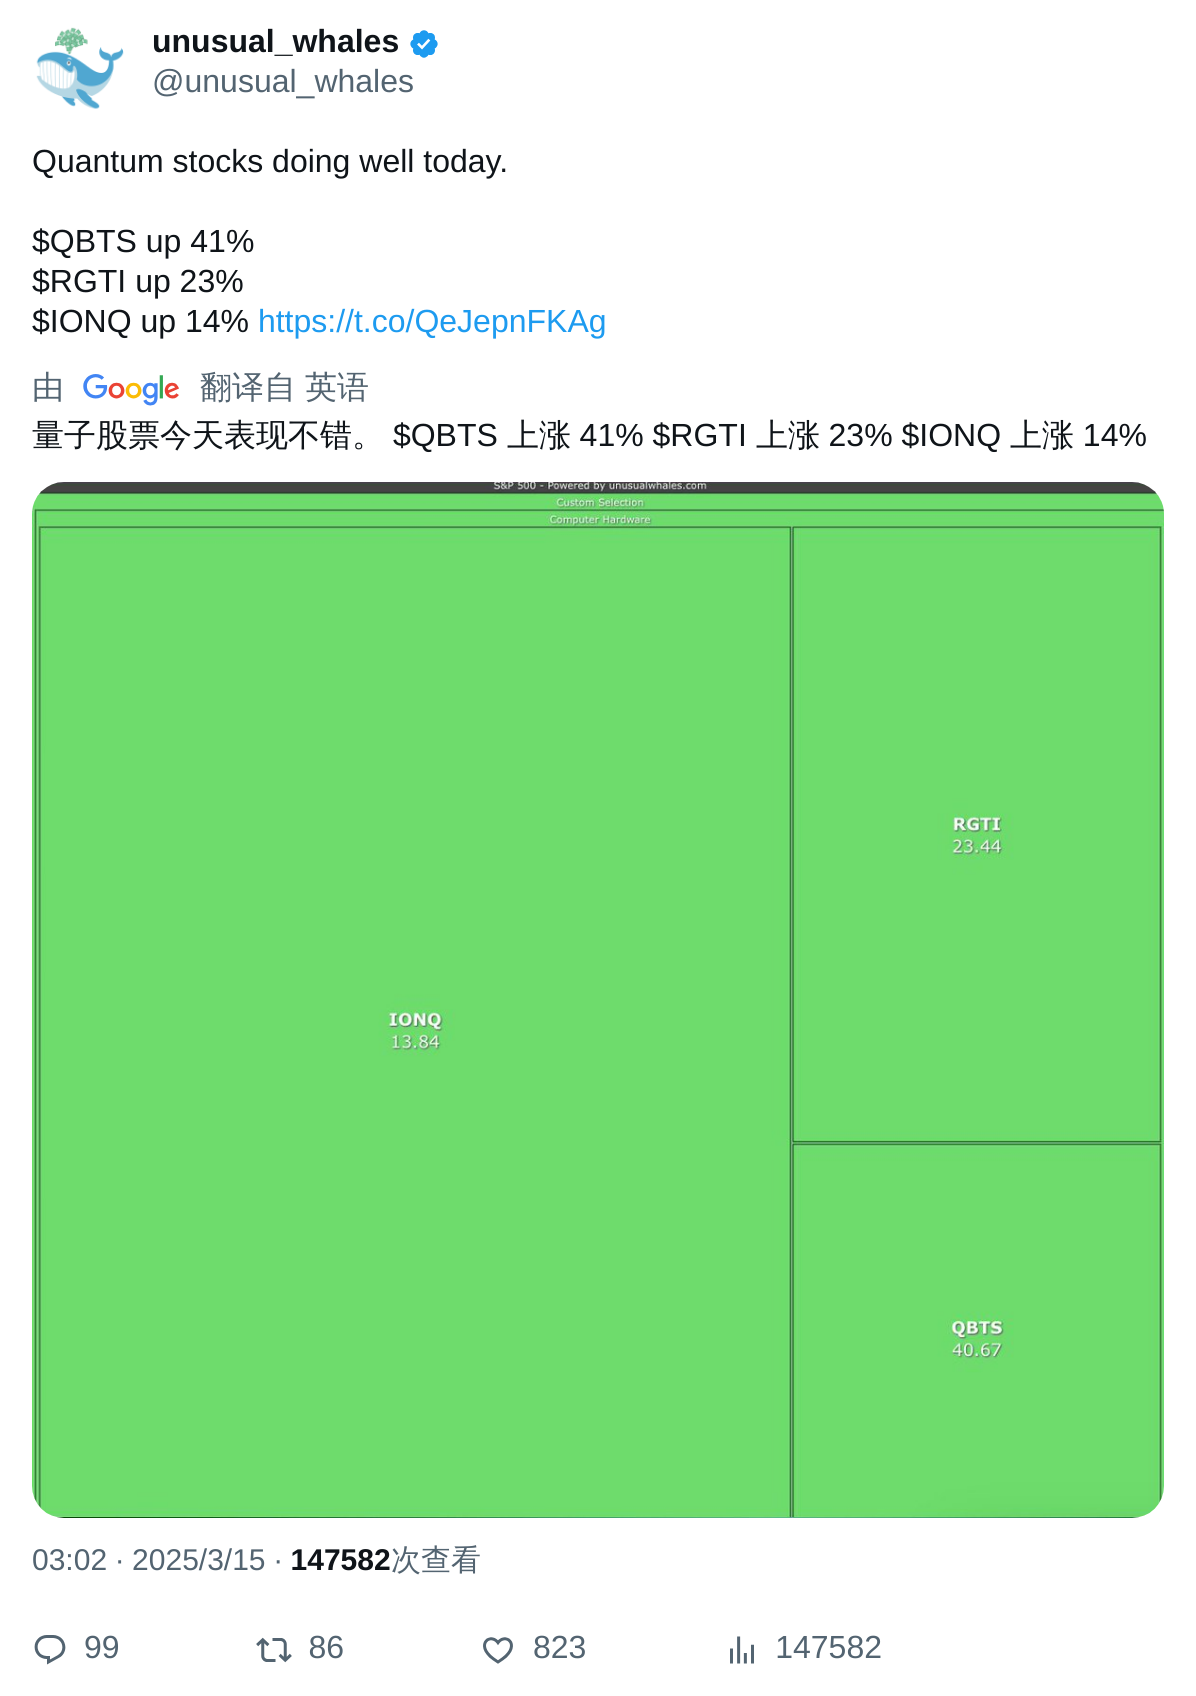 unusual_whales
@unusual_whales
Quantum stocks doing well today.
$QBTS up 41%
$RGTI up 23%
$IONQ up 14% https://t.co/QeJepnFKAg
由 Google 翻译自 英语
量子股票今天表现不错。 $QBTS 上涨 41% $RGTI 上涨 23% $IONQ 上涨 14%
S&P 500 - Powered by unusualwhales.com
Custom Selection
Computer Hardware
IONQ
13.84
RGTI
23.44
QBTS
40.67
03:02 · 2025/3/15 · 147582次查看
99 86 823 147582